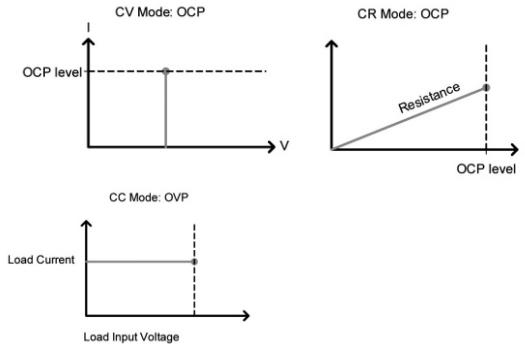 CV Mode: OCP
I
OCP level
V
CR Mode: OCP
Resistance
OCP level
CC Mode: OVP
Load Current
Load Input Voltage